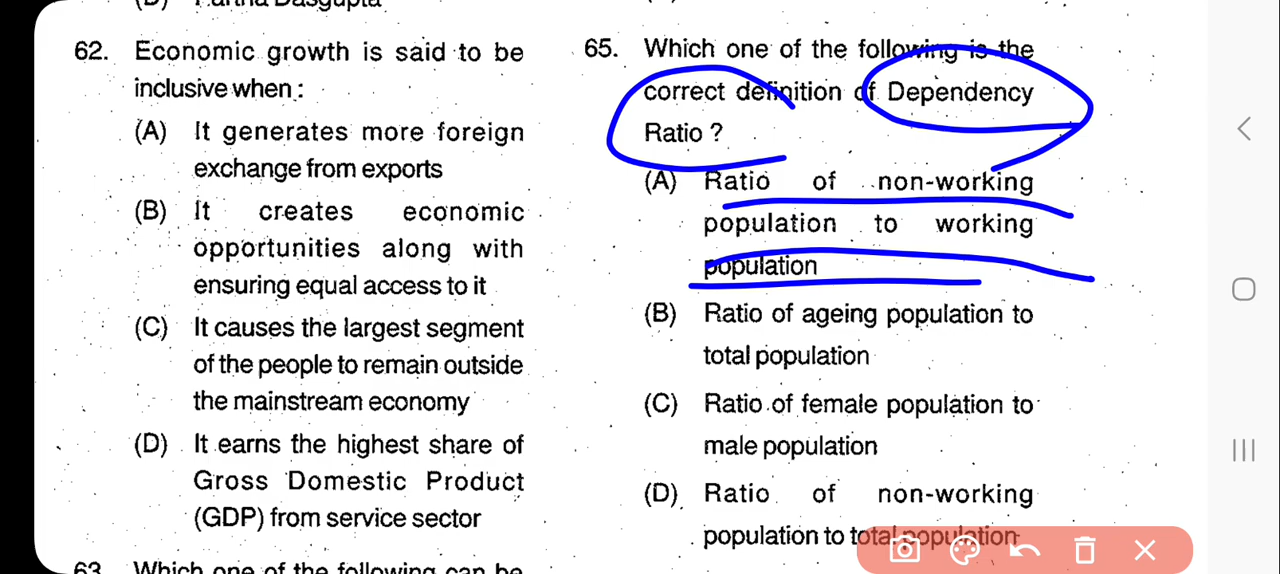 62. Economic growth is said to be
inclusive when :
(A) It generates more foreign
exchange from exports
(B) It creates economic
opportunities along with
ensuring equal access to it
(C) It causes the largest segment
of the people to remain outside
the mainstream economy
(D) It earns the highest share of
Gross Domestic Product
(GDP) from service sector
65. Which one of the following is the
correct definition of Dependency
Ratio ?
(A) Ratio of non-working
population to working
population
(B) Ratio of ageing population to
total population
(C) Ratio of female population to
male population
(D) Ratio of non-working
population to total population